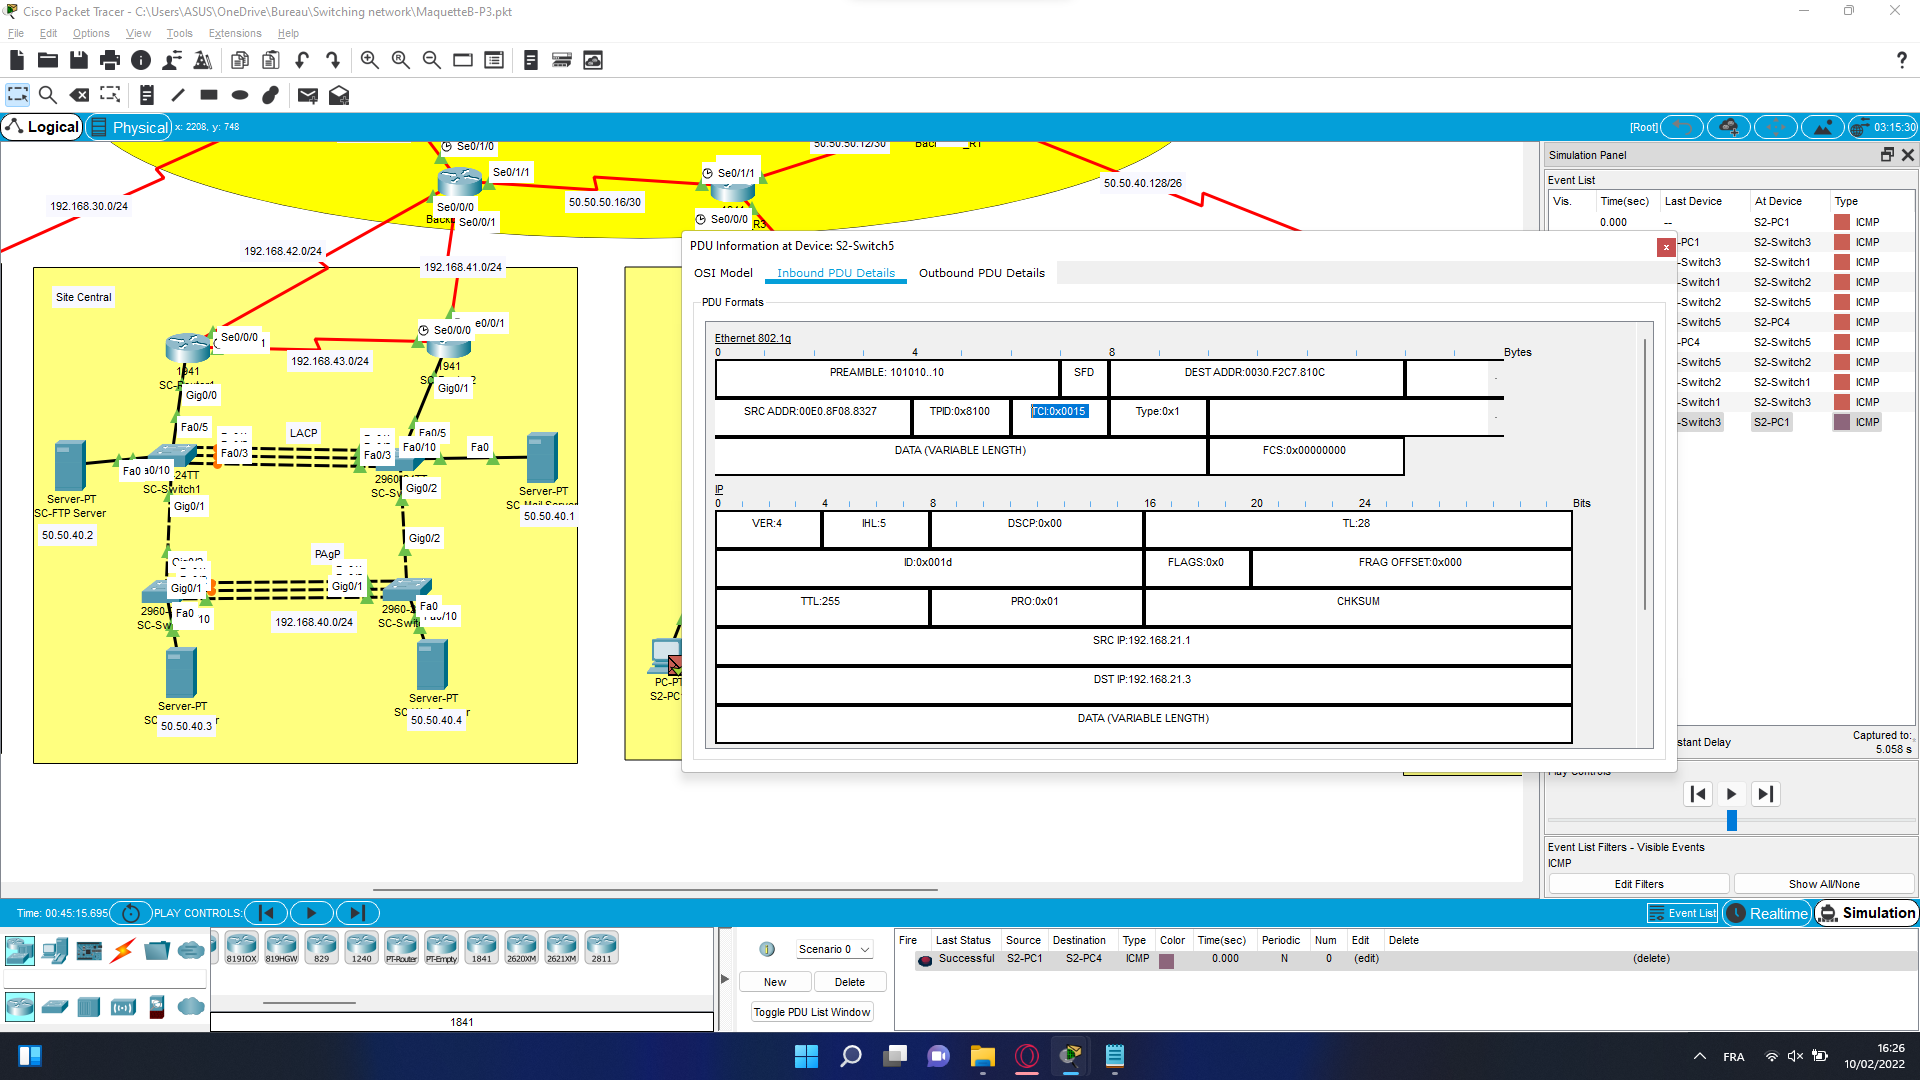 Cisco Packet Tracer - C:\Users\ASUS\OneDrive\Bureau\Switching network\MaquetteB-P3.pkt
File Edit Options View Tools Extensions Help
Logical Physical x: 2208, y: 748 [Root] 03:15:30
Se0/1/0
Se0/1/1
Se0/0/0
Se0/0/1
Se0/1/1
Se0/0/0
R3
50.50.50.12/30
_R1
50.50.40.128/26
50.50.50.16/30
192.168.30.0/24
192.168.42.0/24
192.168.41.0/24
Site Central
Se0/0/0
1
Se0/0/0
e0/0/1
192.168.43.0/24
1941
1941
Gig0/0
Gig0/1
Fa0/5
LACP
Fa0/5
Fa0/3
Fa0/3
Fa0/10
Fa0
Fa0
a0/10
24TT
SC-Switch1
Server-PT
SC-FTP Server
50.50.40.2
Gig0/1
Gig0/2
Server-PT
SC-Mail Server
50.50.40.1
Gig0/2
PAgP
Gig0/1
Gig0/1
Fa0
10
192.168.40.0/24
Fa0
Server-PT
50.50.40.3
Server-PT
50.50.40.4
PC-PT
S2-PC
PDU Information at Device: S2-Switch5
OSI Model Inbound PDU Details Outbound PDU Details
PDU Formats
Ethernet 802.1q
0 4 8 Bytes
PREAMBLE: 101010..10 SFD DEST ADDR:0030.F2C7.810C
SRC ADDR:00E0.8F08.8327 TPID:0x8100 TCI:0x0015 Type:0x1
DATA (VARIABLE LENGTH) FCS:0x00000000
IP
0 4 8 16 20 24 Bits
VER:4 IHL:5 DSCP:0x00 TL:28
ID:0x001d FLAGS:0x0 FRAG OFFSET:0x000
TTL:255 PRO:0x01 CHKSUM
SRC IP:192.168.21.1
DST IP:192.168.21.3
DATA (VARIABLE LENGTH)
Simulation Panel
Event List
Vis. Time(sec) Last Device At Device Type
0.000 -- S2-PC1 ICMP
-PC1 S2-Switch3 ICMP
-Switch3 S2-Switch1 ICMP
-Switch1 S2-Switch2 ICMP
-Switch2 S2-Switch5 ICMP
-Switch5 S2-PC4 ICMP
-PC4 S2-Switch5 ICMP
-Switch5 S2-Switch2 ICMP
-Switch2 S2-Switch1 ICMP
-Switch1 S2-Switch3 ICMP
-Switch3 S2-PC1 ICMP
stant Delay Captured to:
5.058 s
Play Controls
Event List Filters - Visible Events
ICMP
Edit Filters Show All/None
Time: 00:45:15.695 PLAY CONTROLS: Event List Realtime Simulation
819IOX 819HGW 829 1240 PT-Router PT-Empty 1841 2620XM 2621XM 2811
1841
Scenario 0
New Delete
Toggle PDU List Window
Fire Last Status Source Destination Type Color Time(sec) Periodic Num Edit Delete
Successful S2-PC1 S2-PC4 ICMP 0.000 N 0 (edit) (delete)
FRA
16:26
10/02/2022